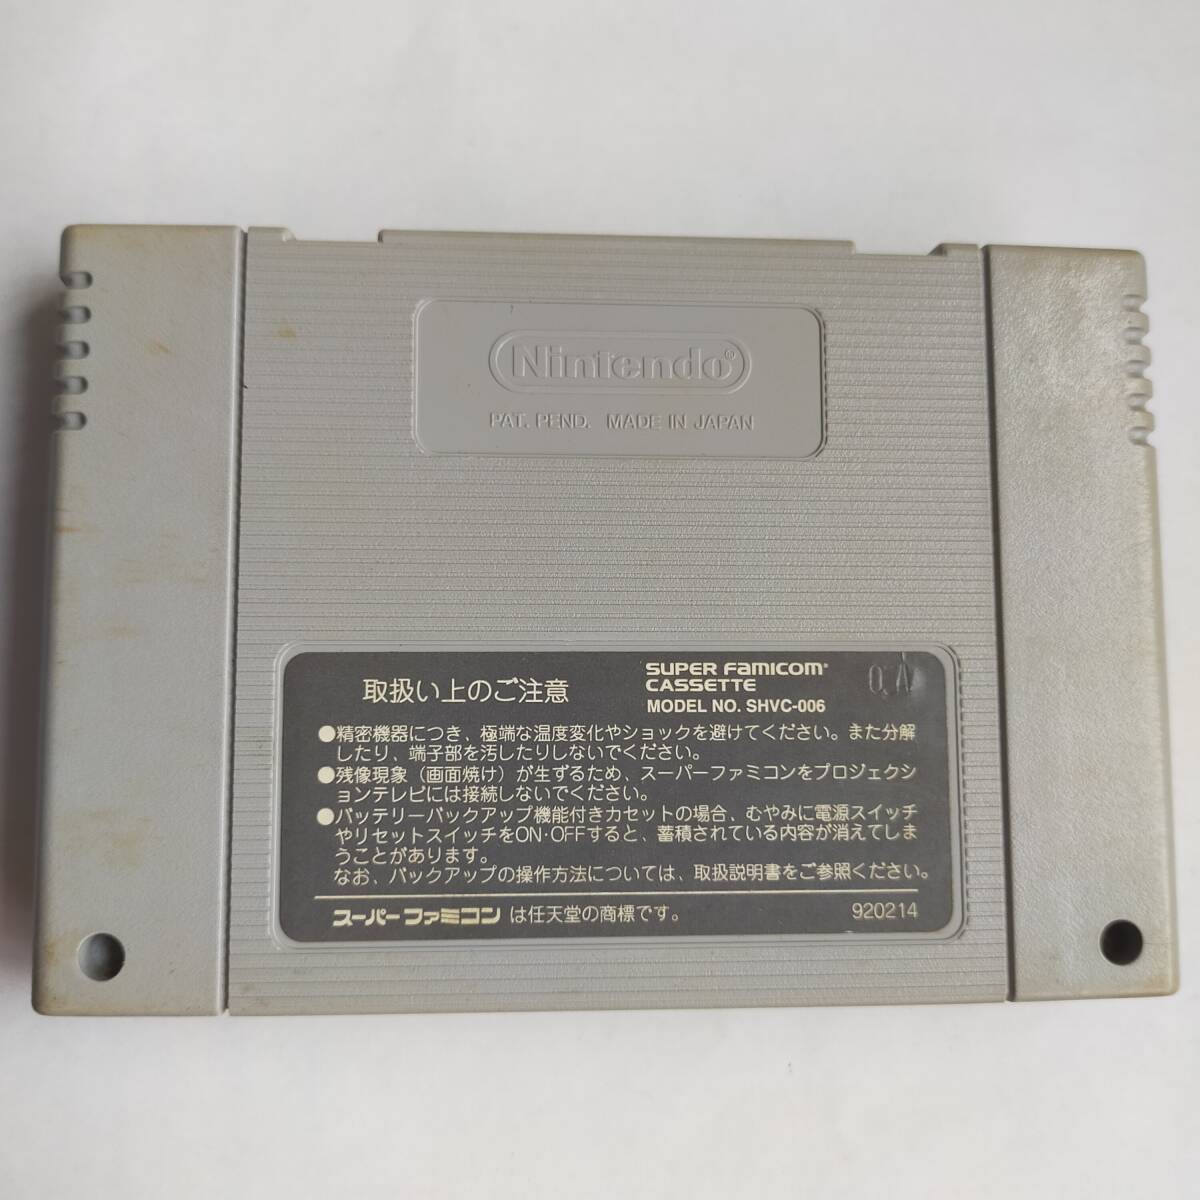 Nintendo®
PAT. PEND. MADE IN JAPAN
取扱い上のご注意
SUPER FAMICOM®
CASSETTE
MODEL NO. SHVC-006
●精密機器につき、極端な温度変化やショックを避けてください。また分解
したり、端子部を汚したりしないでください。
●残像現象（画面焼け）が生ずるため、スーパーファミコンをプロジェクシ
ョンテレビには接続しないでください。
●バッテリーバックアップ機能付きカセットの場合、むやみに電源スイッチ
やリセットスイッチをON・OFFすると、蓄積されている内容が消えてしま
うことがあります。
なお、バックアップの操作方法については、取扱説明書をご参照ください。
スーパーファミコンは任天堂の商標です。
920214